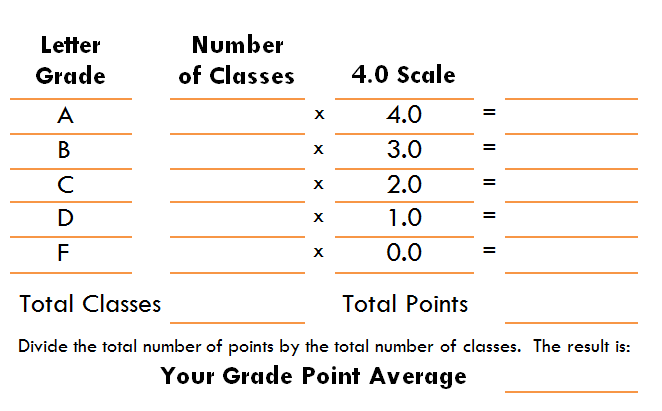 Letter Grade Number of Classes 4.0 Scale
A x 4.0 =
B x 3.0 =
C x 2.0 =
D x 1.0 =
F x 0.0 =
Total Classes Total Points
Divide the total number of points by the total number of classes. The result is:
Your Grade Point Average